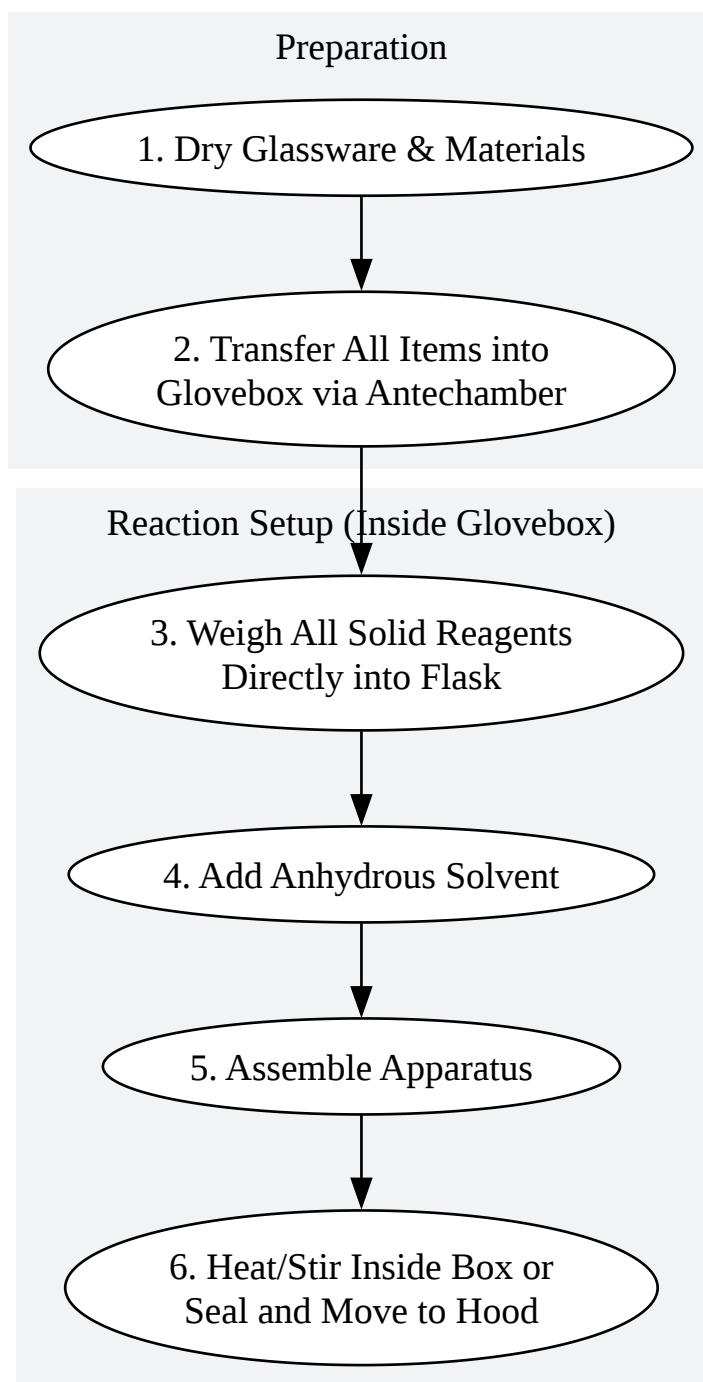 Preparation
1. Dry Glassware & Materials
2. Transfer All Items into
Glovebox via Antechamber
Reaction Setup (Inside Glovebox)
3. Weigh All Solid Reagents
Directly into Flask
4. Add Anhydrous Solvent
5. Assemble Apparatus
6. Heat/Stir Inside Box or
Seal and Move to Hood